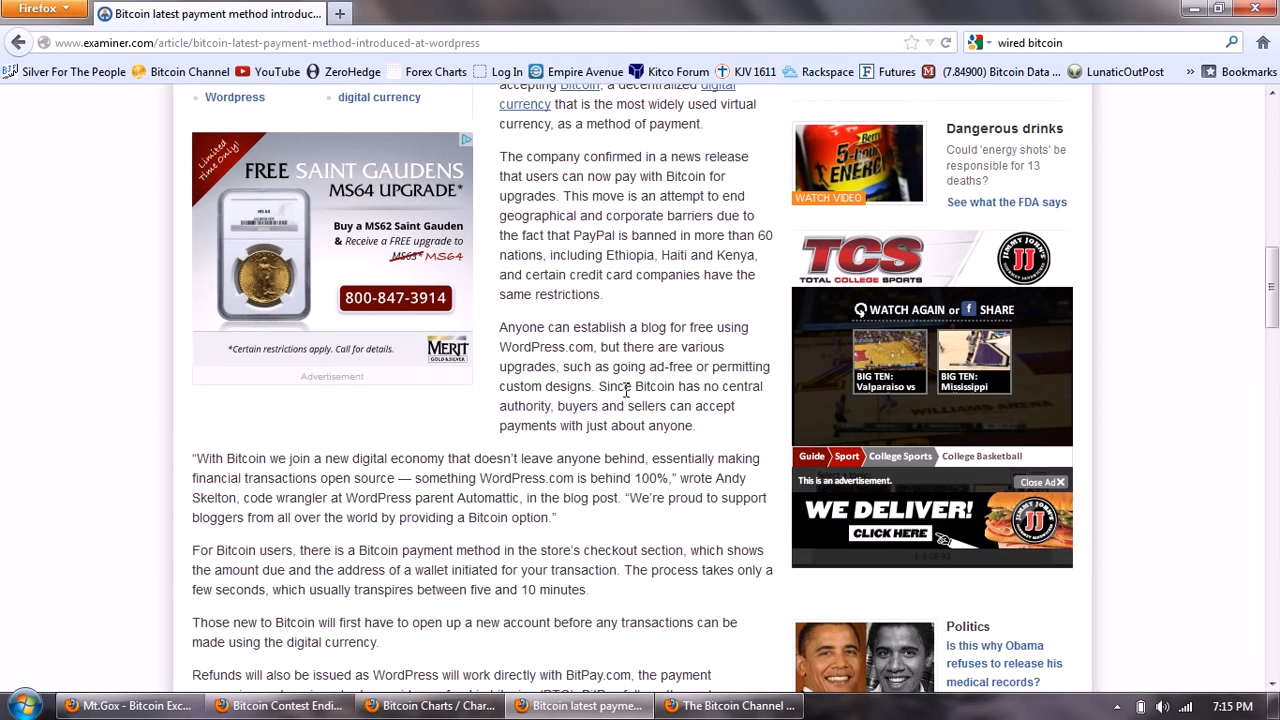 Firefox
Bitcoin latest payment method introduc...
www.examiner.com/article/bitcoin-latest-payment-method-introduced-at-wordpress
wired bitcoin
Silver For The People
Bitcoin Channel
YouTube
ZeroHedge
Forex Charts
Log In
Empire Avenue
Kitco Forum
KJV 1611
Rackspace
Futures
(7.84900) Bitcoin Data ...
LunaticOutPost
»
Bookmarks
Wordpress
digital currency
Limited Time Only!
FREE SAINT GAUDENS
MS64 UPGRADE*
Buy a MS62 Saint Gauden
& Receive a FREE upgrade to
MS63* MS64
800-847-3914
*Certain restrictions apply. Call for details.
MERIT
GOLD & SILVER
Advertisement
accepting Bitcoin, a decentralized digital
currency that is the most widely used virtual
currency, as a method of payment.
The company confirmed in a news release
that users can now pay with Bitcoin for
upgrades. This move is an attempt to end
geographical and corporate barriers due to
the fact that PayPal is banned in more than 60
nations, including Ethiopia, Haiti and Kenya,
and certain credit card companies have the
same restrictions.
Anyone can establish a blog for free using
WordPress.com, but there are various
upgrades, such as going ad-free or permitting
custom designs. Since Bitcoin has no central
authority, buyers and sellers can accept
payments with just about anyone.
“With Bitcoin we join a new digital economy that doesn’t leave anyone behind, essentially making
financial transactions open source — something WordPress.com is behind 100%,” wrote Andy
Skelton, code wrangler at WordPress parent Automattic, in the blog post. “We’re proud to support
bloggers from all over the world by providing a Bitcoin option.”
For Bitcoin users, there is a Bitcoin payment method in the store’s checkout section, which shows
the amount due and the address of a wallet initiated for your transaction. The process takes only a
few seconds, which usually transpires between five and 10 minutes.
Those new to Bitcoin will first have to open up a new account before any transactions can be
made using the digital currency.
Refunds will also be issued as WordPress will work directly with BitPay.com, the payment
Berry
5-hour
ENERGY
WATCH VIDEO
Dangerous drinks
Could 'energy shots' be
responsible for 13
deaths?
See what the FDA says
TCS
TOTAL COLLEGE SPORTS
JIMMY JOHN'S
WATCH AGAIN or f SHARE
BIG TEN:
Valparaiso vs
BIG TEN:
Mississippi
WILLIAMS ARENA
Guide
Sport
College Sports
College Basketball
This is an advertisement.
Close Ad X
WE DELIVER!
CLICK HERE
Politics
Is this why Obama
refuses to release his
medical records?
Mt.Gox - Bitcoin Exc...
Bitcoin Contest Endi...
Bitcoin Charts / Char...
Bitcoin latest payme...
The Bitcoin Channel ...
7:15 PM